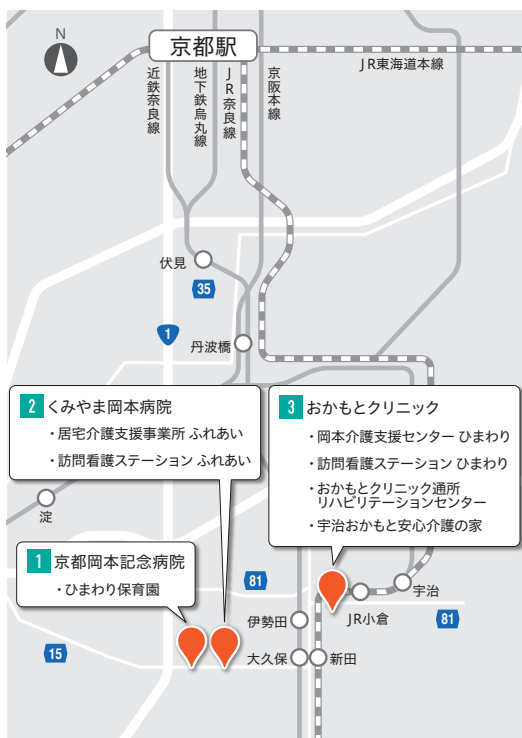 N
京都駅
JR東海道本線
近鉄奈良線
地下鉄烏丸線
JR奈良線
京阪本線
伏見
35
1
丹波橋
2 くみやま岡本病院
・居宅介護支援事業所 ふれあい
・訪問看護ステーション ふれあい
3 おかもとクリニック
・岡本介護支援センター ひまわり
・訪問看護ステーション ひまわり
・おかもとクリニック通所
リハビリテーションセンター
・宇治おかもと安心介護の家
淀
1 京都岡本記念病院
・ひまわり保育園
81
宇治
伊勢田
JR小倉
81
15
大久保
新田